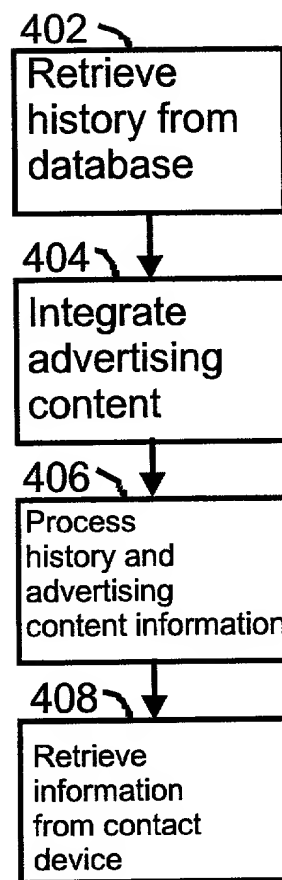 402
Retrieve
history from
database
404
Integrate
advertising
content
406
Process
history and
advertising
content information
408
Retrieve
information
from contact
device